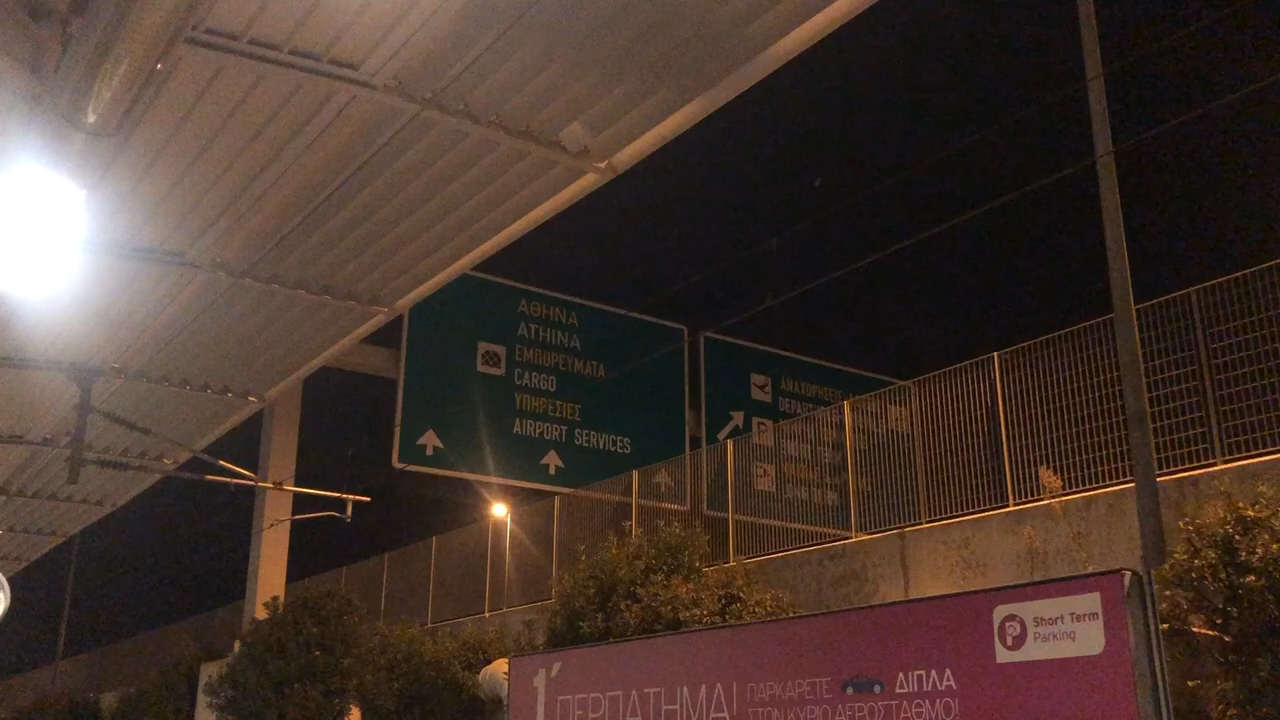 ΑΘΗΝΑ
ATHINA
ΕΜΠΟΡΕΥΜΑΤΑ
CARGO
ΥΠΗΡΕΣΙΕΣ
AIRPORT SERVICES
ΑΝΑΧΩΡΗΣΕΙΣ
P
Short Term
Parking
1΄ ΠΕΡΠΑΤΗΜΑ!
ΠΑΡΚΑΡΕΤΕ ΔΙΠΛΑ
ΣΤΟΝ ΚΥΡΙΟ ΑΕΡΟΣΤΑΘΜΟ!